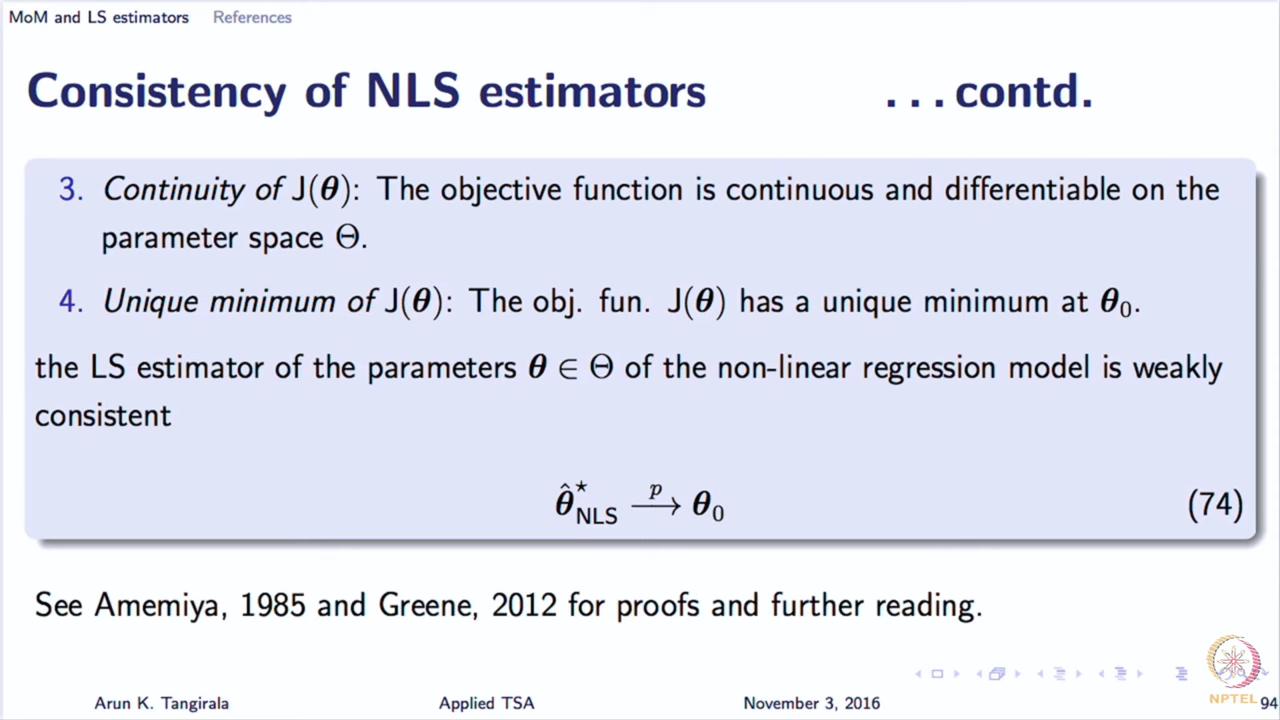 MoM and LS estimators References
Consistency of NLS estimators ...contd.
3. Continuity of J(θ): The objective function is continuous and differentiable on the
parameter space Θ.
4. Unique minimum of J(θ): The obj. fun. J(θ) has a unique minimum at θ₀.
the LS estimator of the parameters θ ∈ Θ of the non-linear regression model is weakly
consistent
θ̂*NLS —p→ θ₀ (74)
See Amemiya, 1985 and Greene, 2012 for proofs and further reading.
NPTEL
Arun K. Tangirala Applied TSA November 3, 2016 94